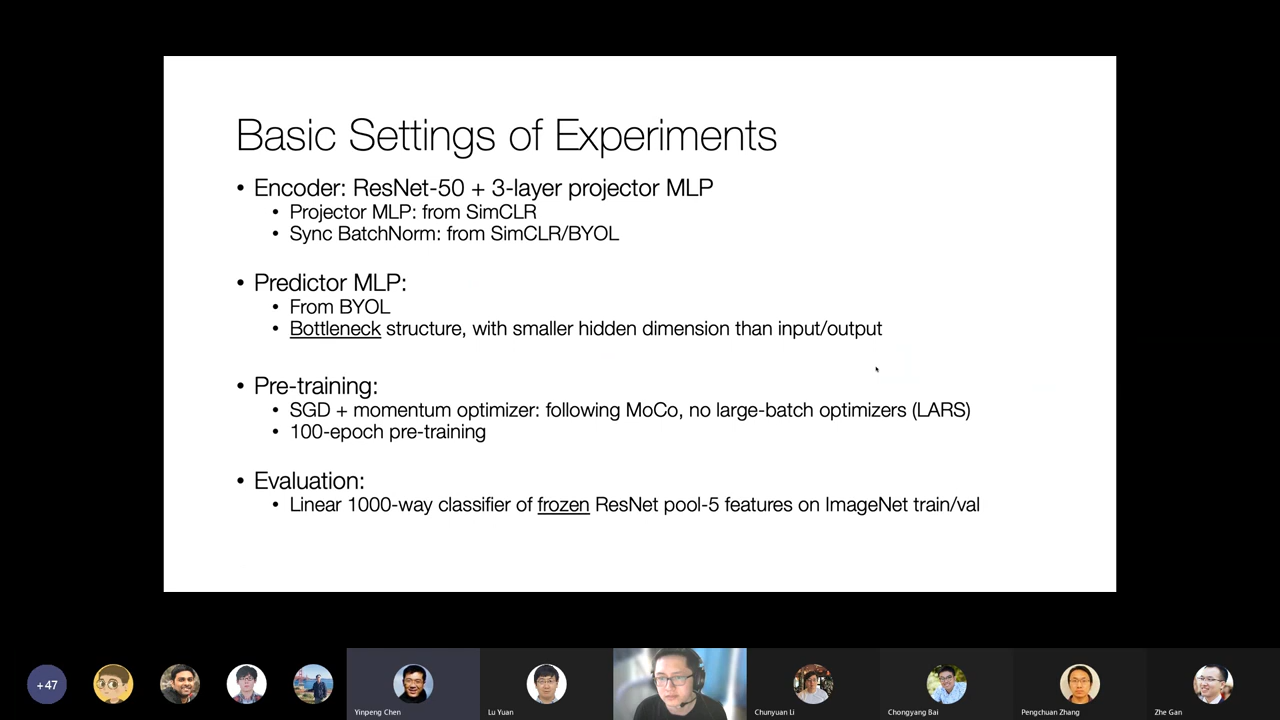 Basic Settings of Experiments
• Encoder: ResNet-50 + 3-layer projector MLP
• Projector MLP: from SimCLR
• Sync BatchNorm: from SimCLR/BYOL
• Predictor MLP:
• From BYOL
• Bottleneck structure, with smaller hidden dimension than input/output
• Pre-training:
• SGD + momentum optimizer: following MoCo, no large-batch optimizers (LARS)
• 100-epoch pre-training
• Evaluation:
• Linear 1000-way classifier of frozen ResNet pool-5 features on ImageNet train/val
+47
Yinpeng Chen
Lu Yuan
Chunyuan Li
Chongyang Bai
Pengchuan Zhang
Zhe Gan